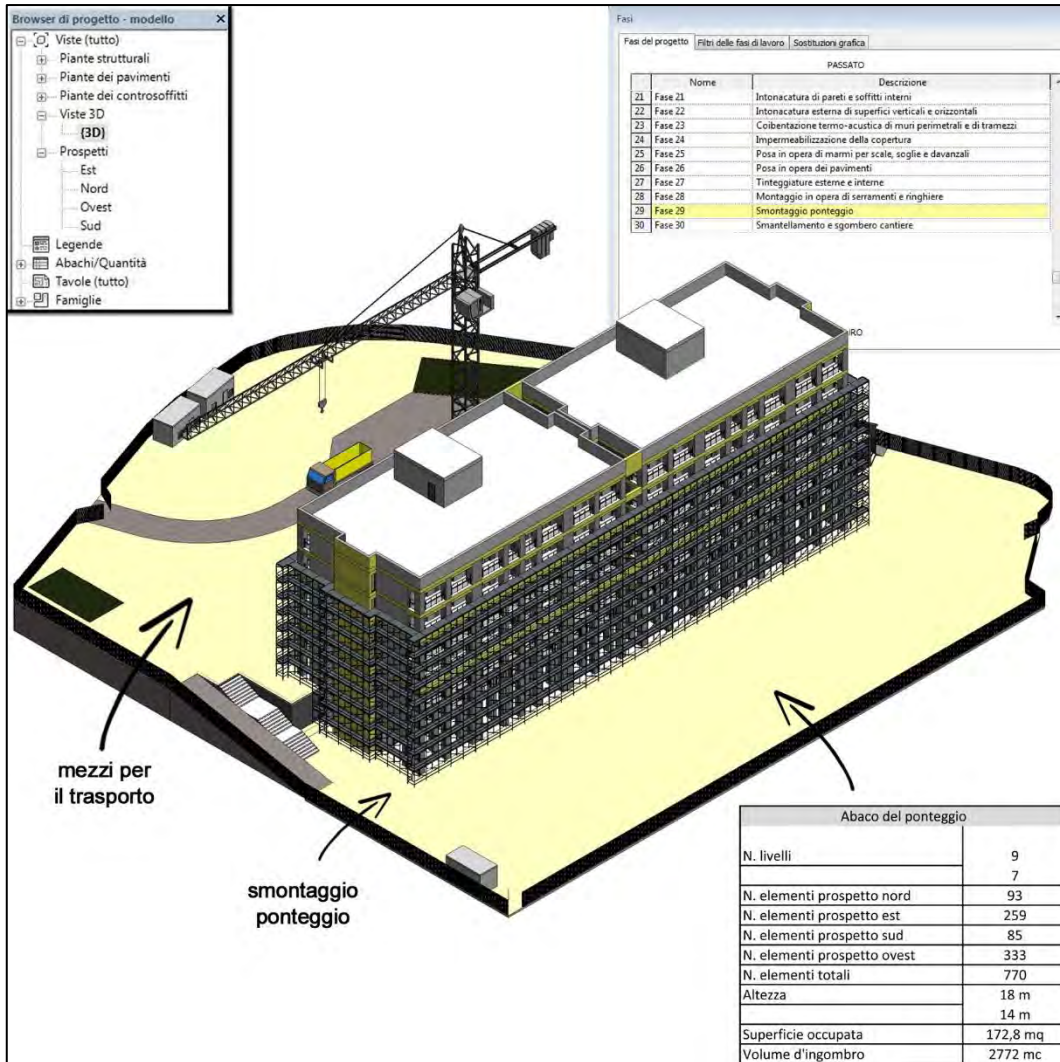 Browser di progetto - modello
Viste (tutto)
Piante strutturali
Piante dei pavimenti
Piante dei controsoffitti
Viste 3D
{3D}
Prospetti
Est
Nord
Ovest
Sud
Legende
Abachi/Quantità
Tavole (tutto)
Famiglie
Fasi
Fasi del progetto Filtri delle fasi di lavoro Sostituzioni grafica
PASSATO
Nome Descrizione
21 Fase 21 Intonacatura di pareti e soffitti interni
22 Fase 22 Intonacatura esterna di superfici verticali e orizzontali
23 Fase 23 Coibentazione termo-acustica di muri perimetrali e di tramezzi
24 Fase 24 Impermeabilizzazione della copertura
25 Fase 25 Posa in opera di marmi per scale, soglie e davanzali
26 Fase 26 Posa in opera dei pavimenti
27 Fase 27 Tinteggiature esterne e interne
28 Fase 28 Montaggio in opera di serramenti e ringhiere
29 Fase 29 Smontaggio ponteggio
30 Fase 30 Smantellamento e sgombero cantiere
mezzi per
il trasporto
smontaggio
ponteggio
Abaco del ponteggio
N. livelli 9
7
N. elementi prospetto nord 93
N. elementi prospetto est 259
N. elementi prospetto sud 85
N. elementi prospetto ovest 333
N. elementi totali 770
Altezza 18 m
14 m
Superficie occupata 172,8 mq
Volume d'ingombro 2772 mc